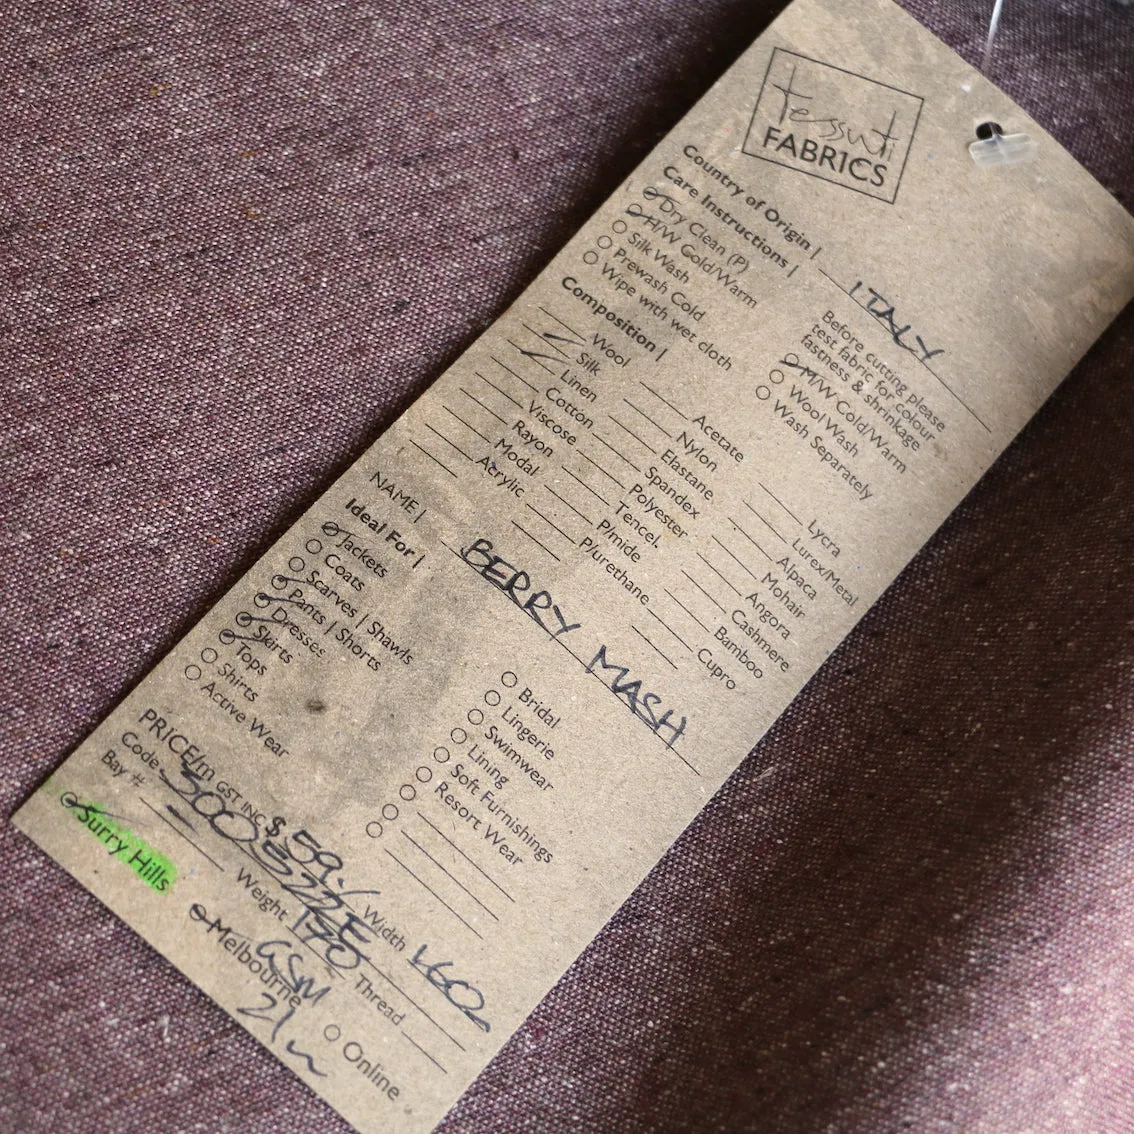 tessuti
FABRICS
Country of Origin | ITALY
Care Instructions |
Dry Clean (P)
H/W Cold/Warm
Silk Wash
Prewash Cold
Wipe with wet cloth
Before cutting please
test fabric for colour
fastness & shrinkage
M/W Cold/Warm
Wool/Wash
Wash Separately
Composition |
Wool
Silk
Linen
Cotton
Viscose
Rayon
Modal
Acrylic
Acetate
Nylon
Elastane
Spandex
Polyester
Tencel.
P/mide
P/urethane
Lycra
Lurex/Metal
Alpaca
Mohair
Angora
Cashmere
Bamboo
Cupro
NAME | BERRY MASH
Ideal For |
Jackets
Coats
Scarves | Shawls
Pants | Shorts
Dresses
Skirts
Tops
Shirts
Active Wear
Bridal
Lingerie
Swimwear
Lining
Soft Furnishings
Resort Wear
PRICE/m GST INC $ 59 Width 1.60
Code
Bay # Weight 170 GSM Thread
Surry Hills Melbourne Online
21